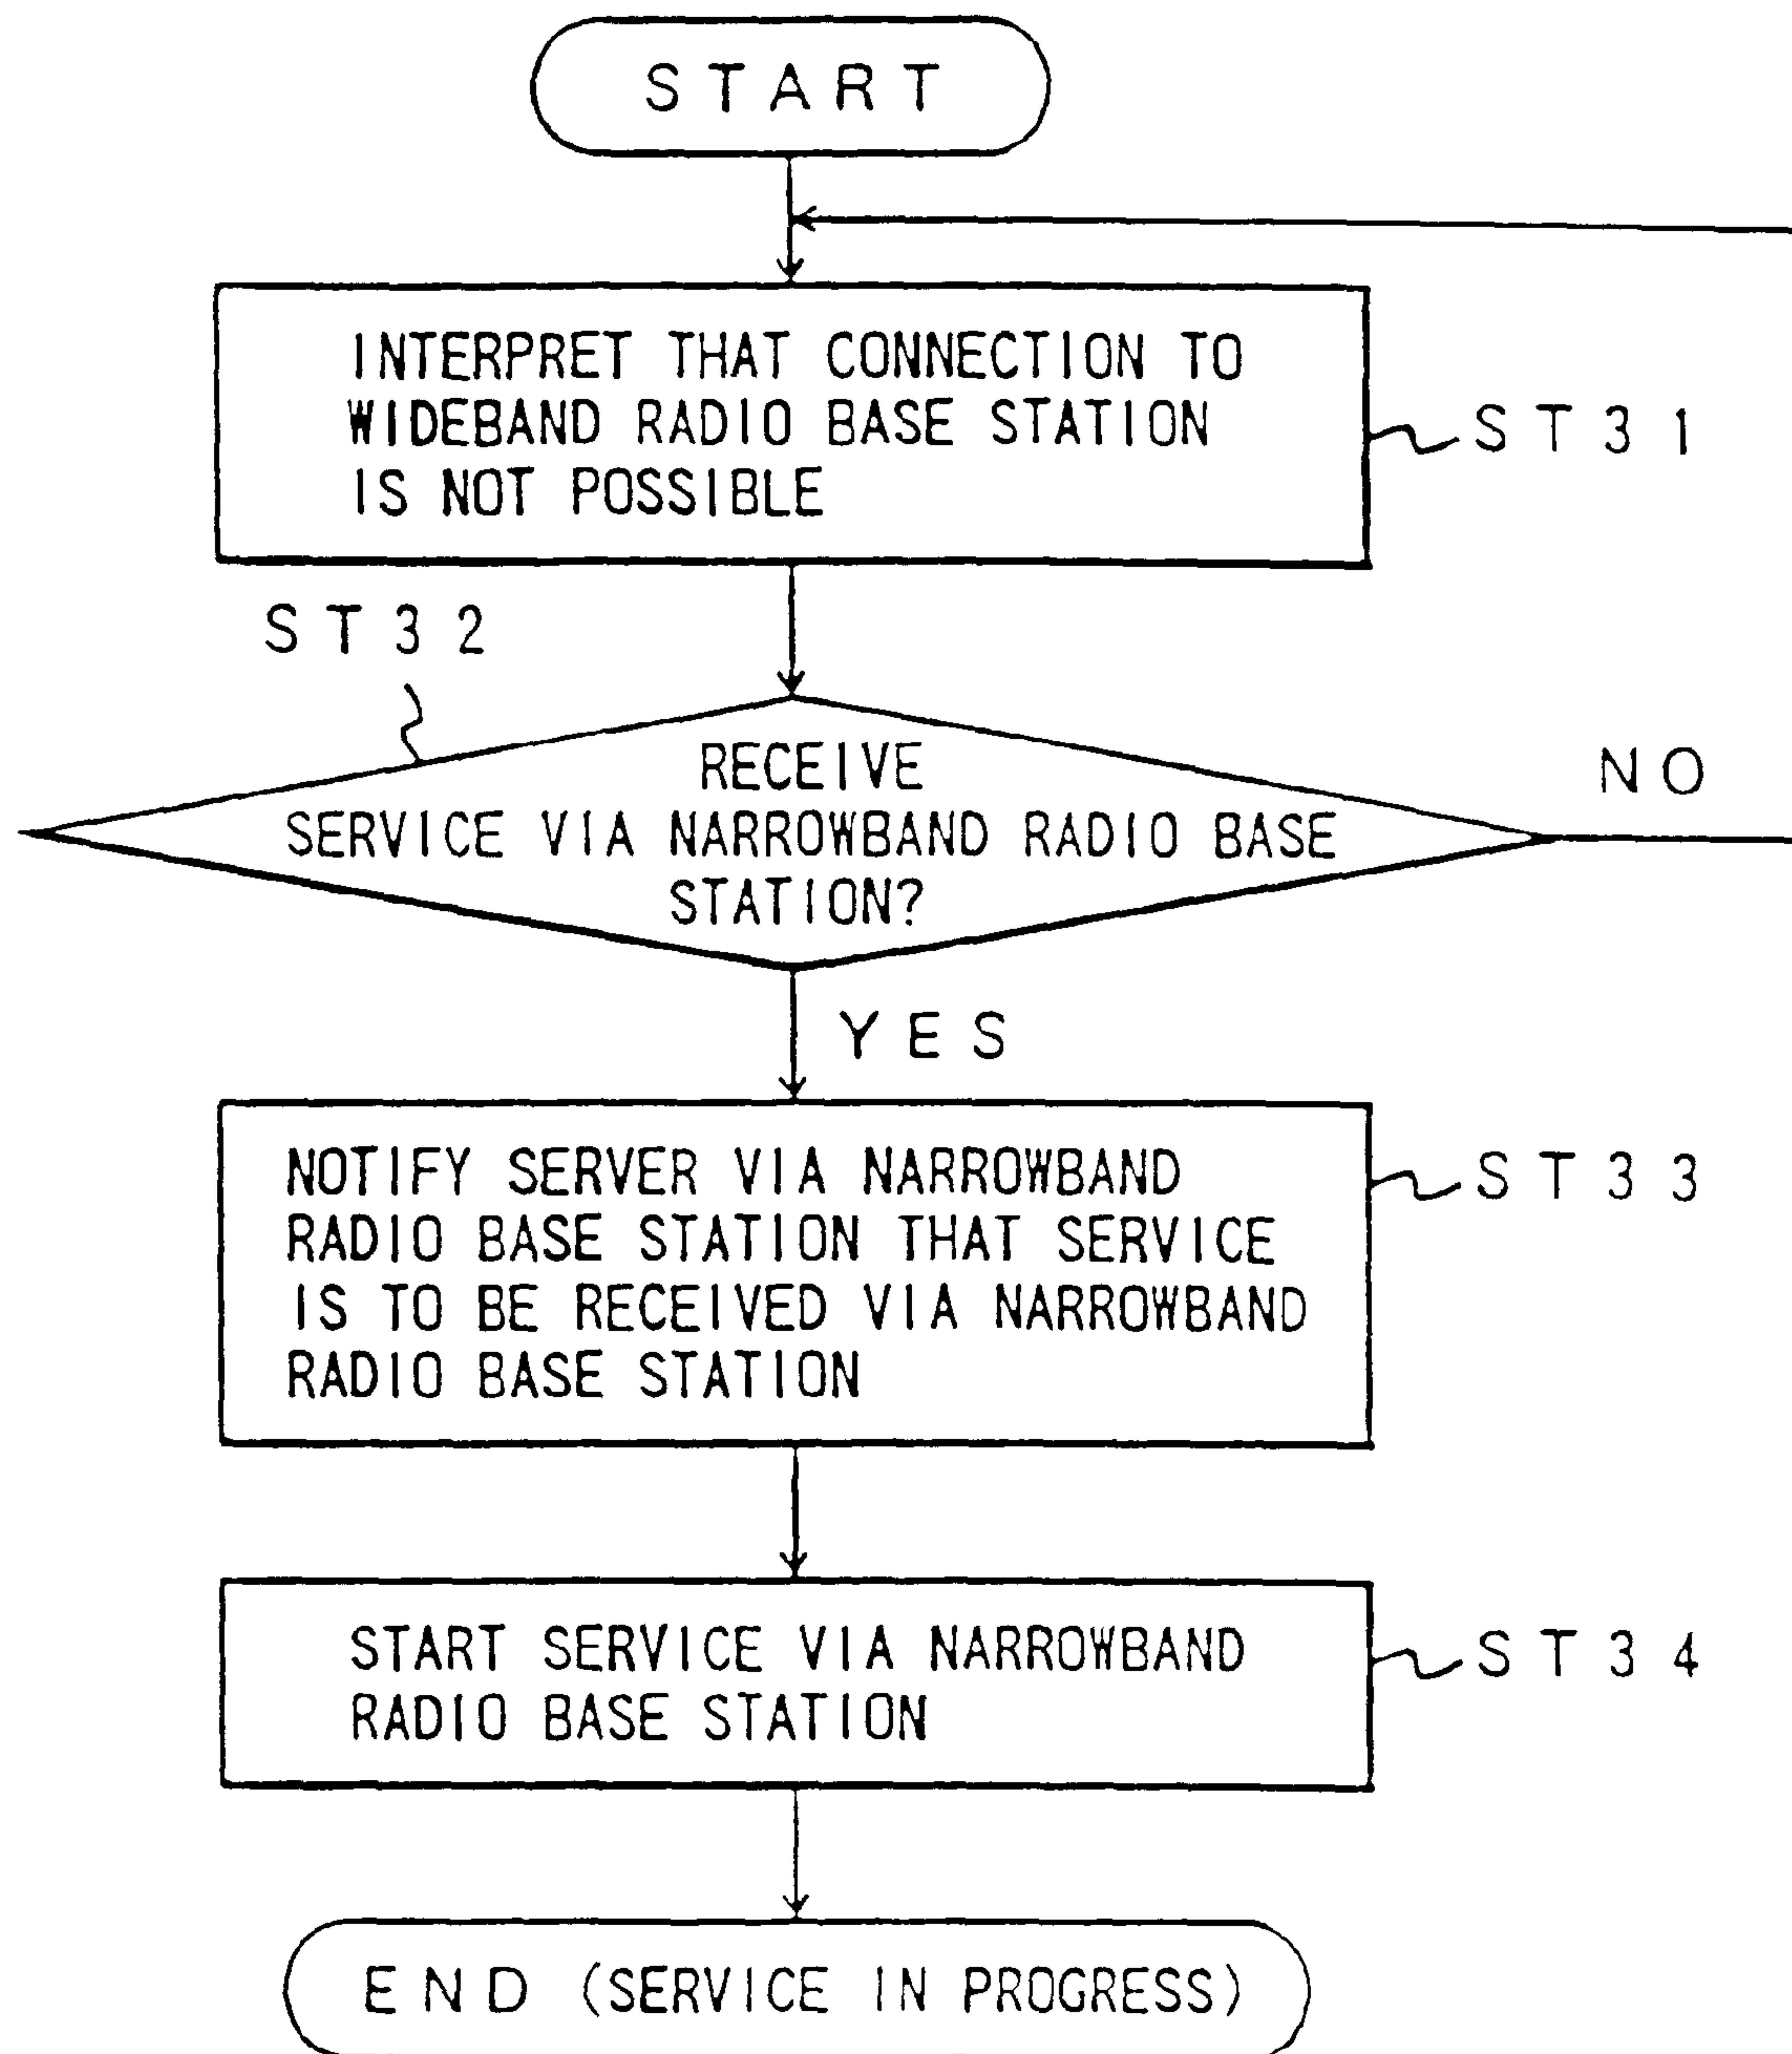 START
INTERPRET THAT CONNECTION TO
WIDEBAND RADIO BASE STATION
IS NOT POSSIBLE
ST31
ST32
RECEIVE
SERVICE VIA NARROWBAND RADIO BASE
STATION?
NO
YES
NOTIFY SERVER VIA NARROWBAND
RADIO BASE STATION THAT SERVICE
IS TO BE RECEIVED VIA NARROWBAND
RADIO BASE STATION
ST33
START SERVICE VIA NARROWBAND
RADIO BASE STATION
ST34
END (SERVICE IN PROGRESS)